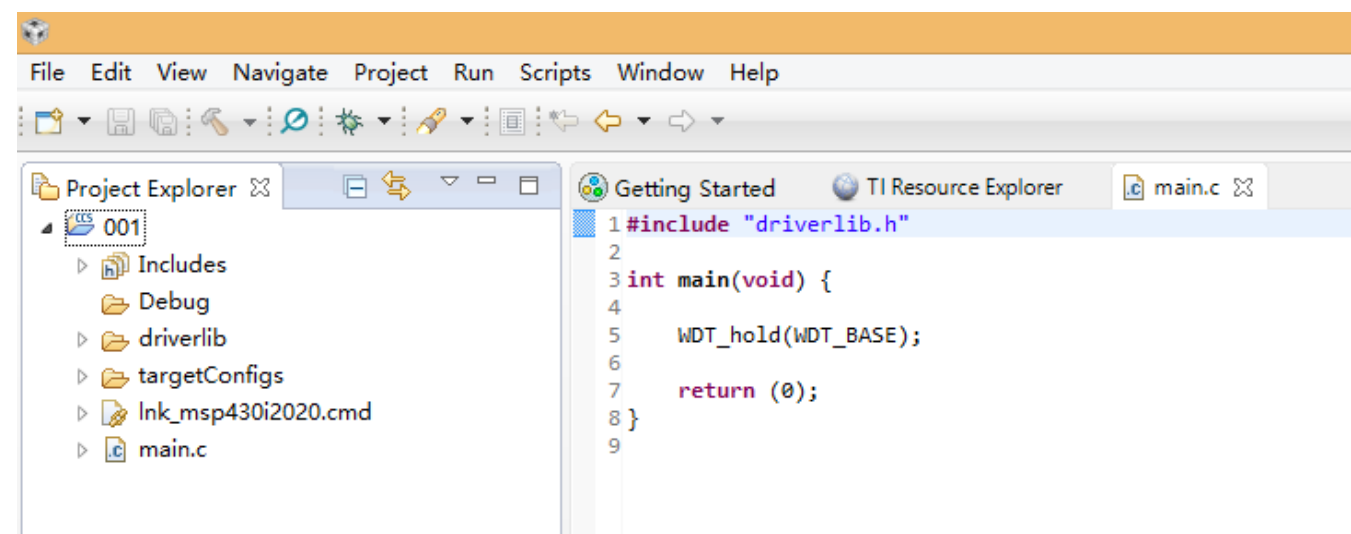 File Edit View Navigate Project Run Scripts Window Help
Project Explorer
Getting Started TI Resource Explorer main.c
CCS 001
Includes
Debug
driverlib
targetConfigs
lnk_msp430i2020.cmd
main.c
1 #include "driverlib.h"
2
3 int main(void) {
4
5 WDT_hold(WDT_BASE);
6
7 return (0);
8 }
9